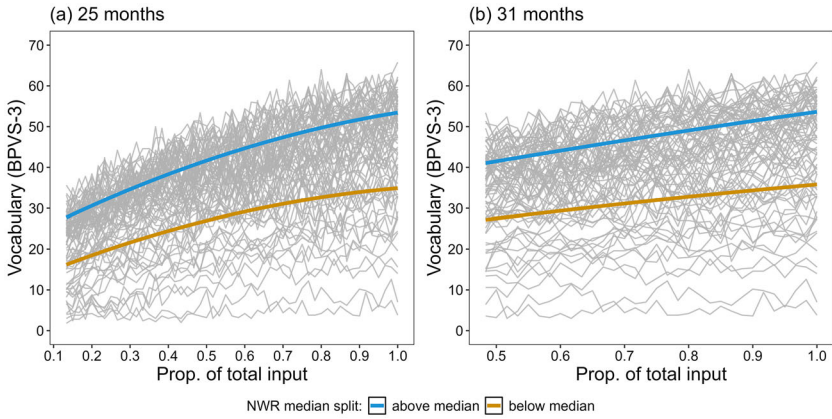 (a) 25 months
(b) 31 months
Vocabulary (BPVS-3)
70
60
50
40
30
20
10
0
0.1 0.2 0.3 0.4 0.5 0.6 0.7 0.8 0.9 1.0
Prop. of total input
Vocabulary (BPVS-3)
70
60
50
40
30
20
10
0
0.5 0.6 0.7 0.8 0.9 1.0
Prop. of total input
NWR median split: above median below median